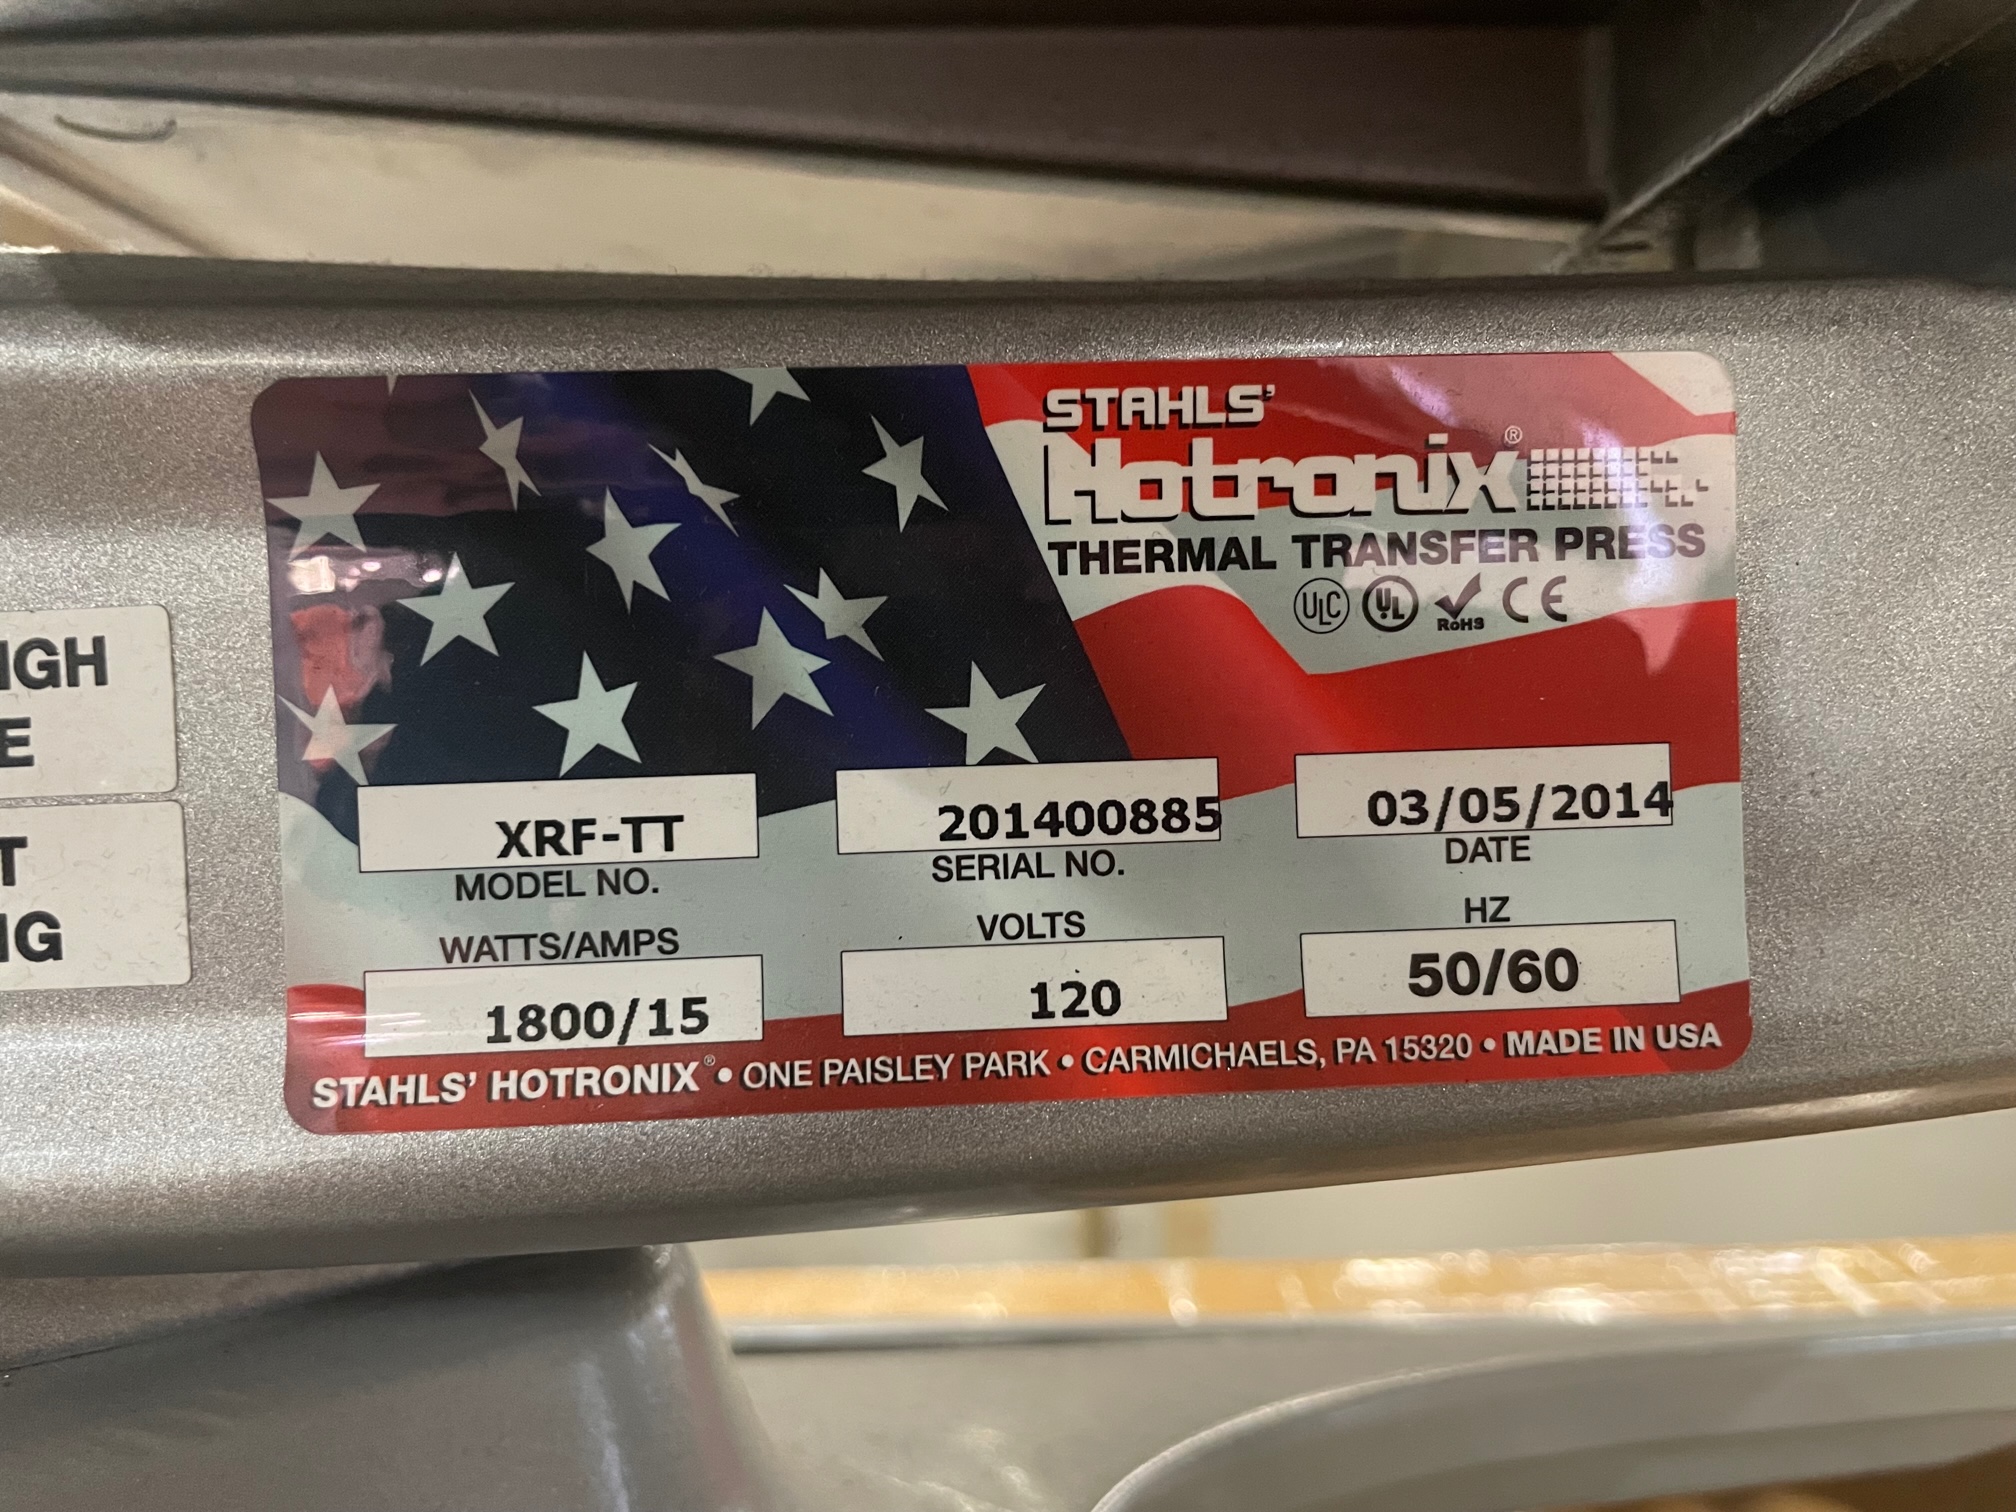 STAHLS'
Hotronix®
THERMAL TRANSFER PRESS
ULC UL RoHS CE
IGH
E
T
IG
XRF-TT 201400885 03/05/2014
MODEL NO. SERIAL NO. DATE
WATTS/AMPS VOLTS HZ
1800/15 120 50/60
STAHLS' HOTRONIX® • ONE PAISLEY PARK • CARMICHAELS, PA 15320 • MADE IN USA